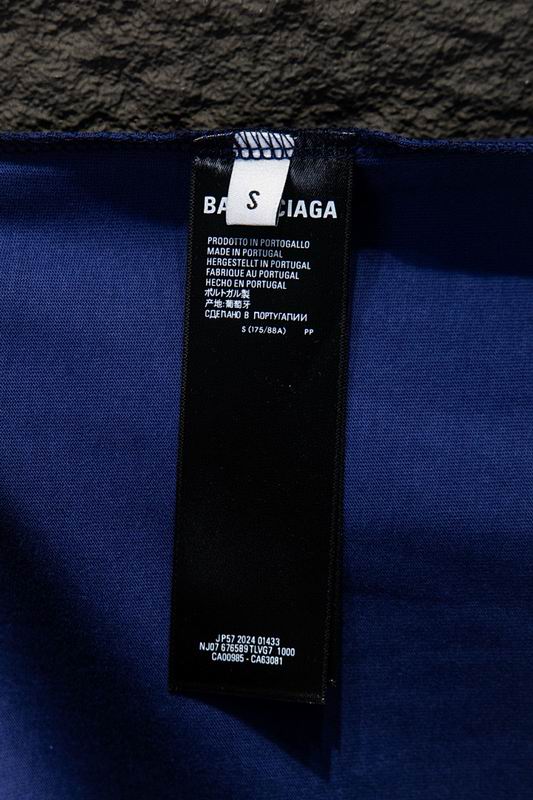 S
BA CIAGA
PRODOTTO IN PORTOGALLO
MADE IN PORTUGAL
HERGESTELLT IN PORTUGAL
FABRIQUE AU PORTUGAL
HECHO EN PORTUGAL
ポルトガル製
产地:葡萄牙
СДЕЛАНО В ПОРТУГАЛИИ
S (175/88A) PP
JP57 2024 01433
NJ07 676589 TLVG7 1000
CA00985 - CA63081